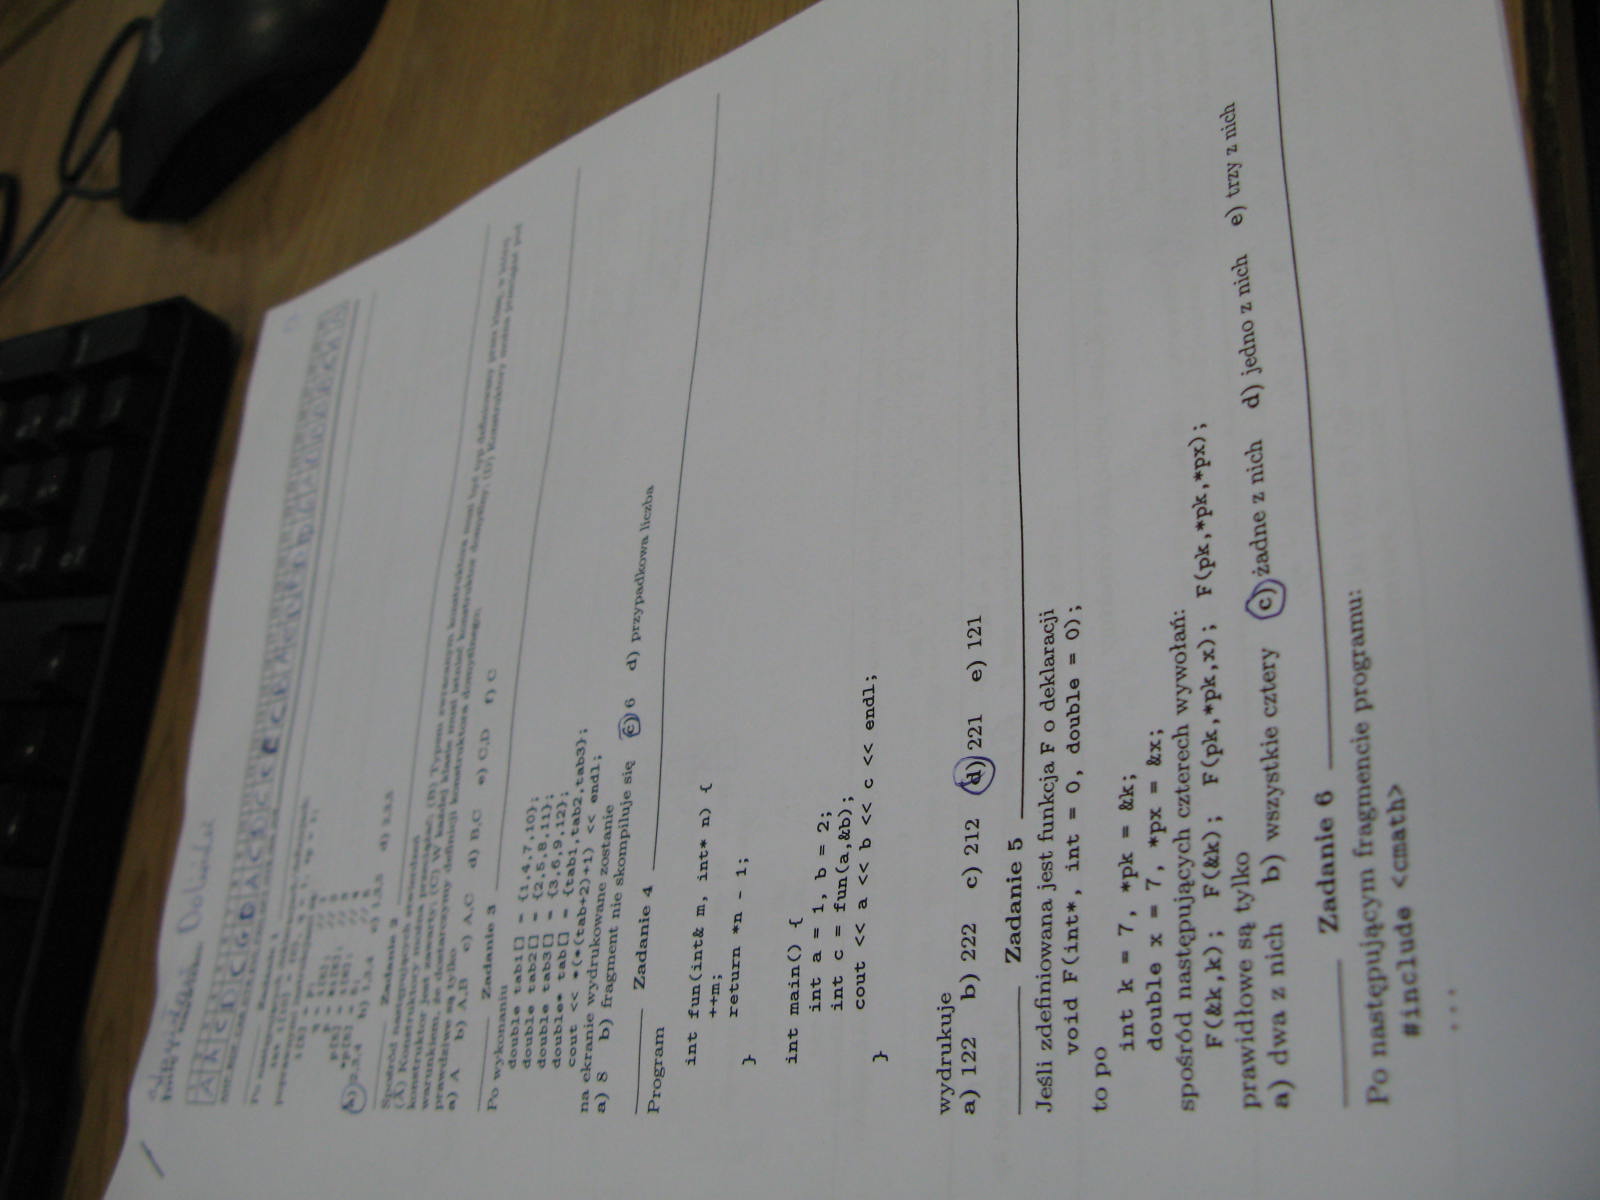 Zadanie 1
Po następujących deklaracjach/definicjach
poprawnymi instrukcjami są:
a) 2,3,4 b) 1,3,4 c) 1,3,5 d) 2,3,5
Zadanie 2
Spośród następujących stwierdzeń
(A) Konstruktory można przeciążać; (B) Typem zwracanym konstruktora musi być typ definiowany przez klasę, w której
konstruktor jest zawarty; (C) W każdej klasie musi istnieć konstruktor domyślny; (D) Konstruktory można przeciążać pod
warunkiem, że dostarczymy definicji konstruktora domyślnego;
prawdziwe są tylko
a) A b) A,B c) A,C d) B,C e) C,D f) C
Zadanie 3
Po wykonaniu
double tab1[] = {1,4,7,10};
double tab2[] = {2,5,8,11};
double tab3[] = {3,6,9,12};
double* tab[] = {tab1,tab2,tab3};
cout << *(*(tab+2)+1) << endl;
na ekranie wydrukowane zostanie
a) 8 b) fragment nie skompiluje się c) 6 d) przypadkowa liczba
Zadanie 4
Program
int fun(int& m, int* n) {
++m;
return *n - 1;
}
int main() {
int a = 1, b = 2;
int c = fun(a,&b);
cout << a << b << c << endl;
}
wydrukuje
a) 122 b) 222 c) 212 d) 221 e) 121
Zadanie 5
Jeśli zdefiniowana jest funkcja F o deklaracji
void F(int*, int = 0, double = 0);
to po
int k = 7, *pk = &k;
double x = 7, *px = &x;
spośród następujących czterech wywołań:
F(&k,k); F(&k); F(pk,*pk,x); F(pk,*pk,*px);
prawidłowe są tylko
a) dwa z nich b) wszystkie cztery c) żadne z nich d) jedno z nich e) trzy z nich
Zadanie 6
Po następującym fragmencie programu:
#include <cmath>
...